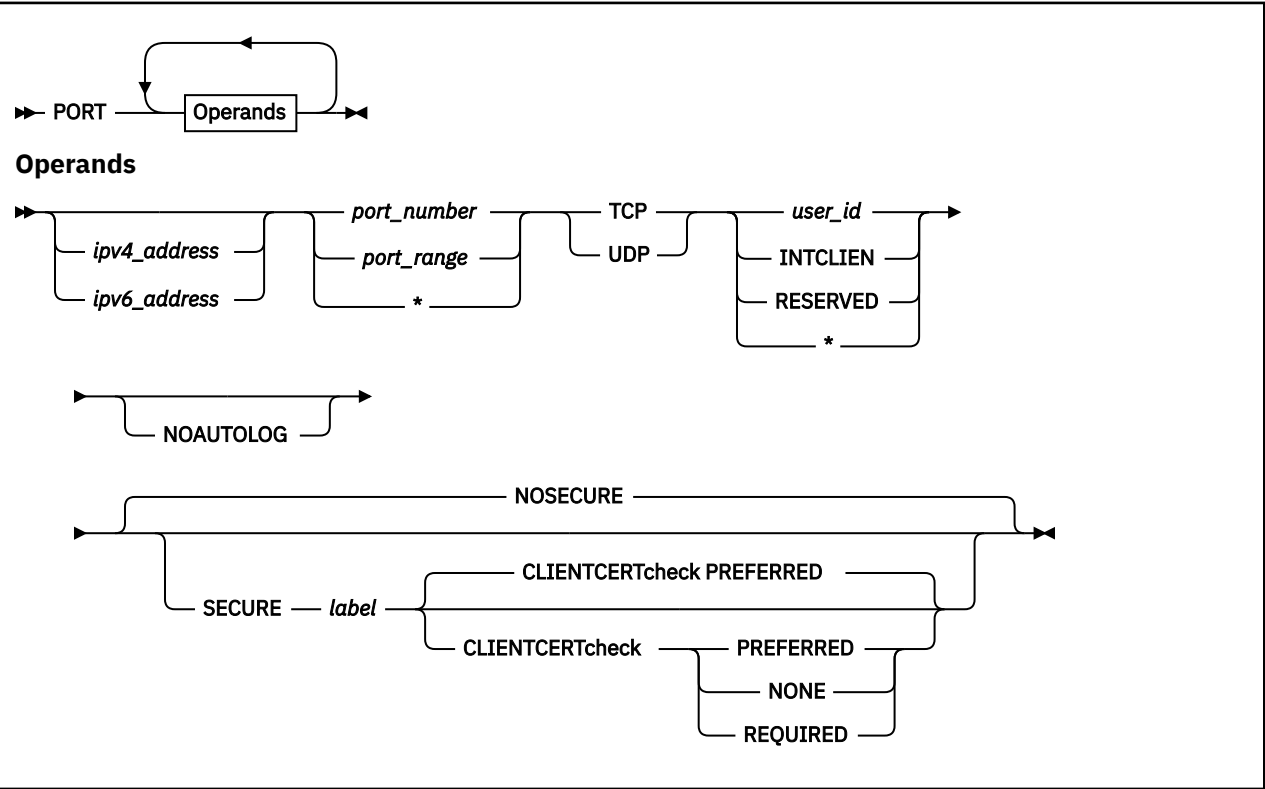 PORT Operands
Operands
port_number TCP user_id
ipv4_address port_range UDP INTCLIEN
ipv6_address * RESERVED
*
NOAUTOLOG
NOSECURE
CLIENTCERTcheck PREFERRED
SECURE label
CLIENTCERTcheck PREFERRED
NONE
REQUIRED